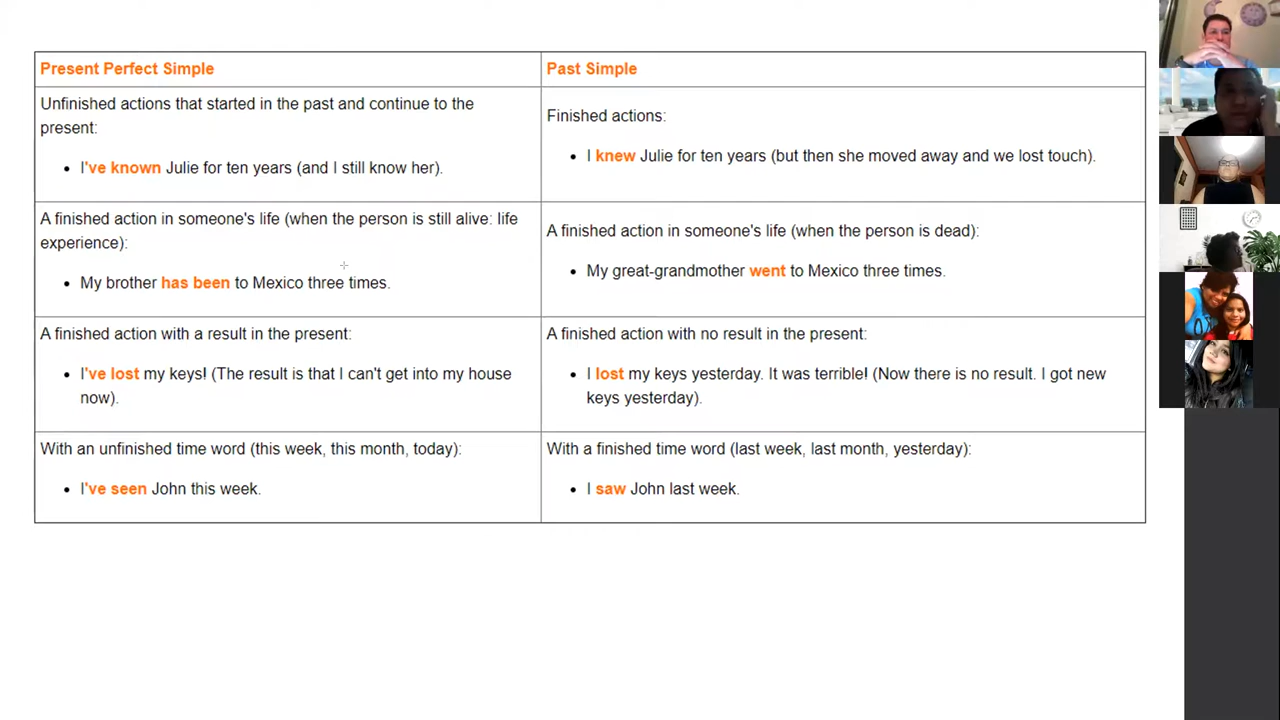 Present Perfect Simple
Past Simple
Unfinished actions that started in the past and continue to the
present:
• I've known Julie for ten years (and I still know her).
Finished actions:
• I knew Julie for ten years (but then she moved away and we lost touch).
A finished action in someone's life (when the person is still alive: life
experience):
• My brother has been to Mexico three times.
A finished action in someone's life (when the person is dead):
• My great-grandmother went to Mexico three times.
A finished action with a result in the present:
• I've lost my keys! (The result is that I can't get into my house
now).
A finished action with no result in the present:
• I lost my keys yesterday. It was terrible! (Now there is no result. I got new
keys yesterday).
With an unfinished time word (this week, this month, today):
• I've seen John this week.
With a finished time word (last week, last month, yesterday):
• I saw John last week.